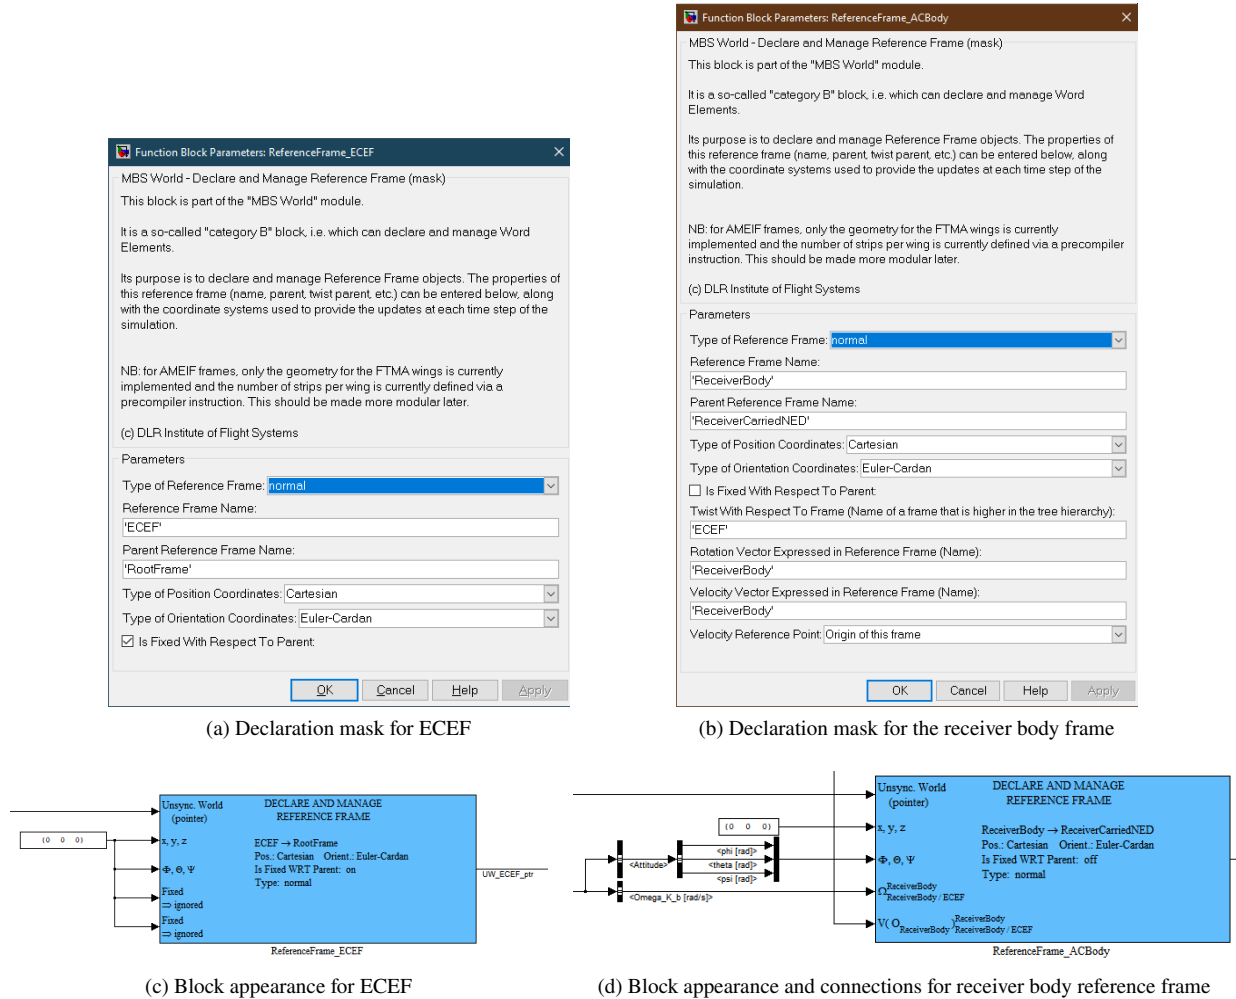 Function Block Parameters: ReferenceFrame_ECEF
MBS World - Declare and Manage Reference Frame (mask)
This block is part of the "MBS World" module.
It is a so-called "category B" block, i.e. which can declare and manage Word
Elements.
Its purpose is to declare and manage Reference Frame objects. The properties of
this reference frame (name, parent, twist parent, etc.) can be entered below, along
with the coordinate systems used to provide the updates at each time step of the
simulation.
NB: for AMEIF frames, only the geometry for the FTMA wings is currently
implemented and the number of strips per wing is currently defined via a
precompiler instruction. This should be made more modular later.
(c) DLR Institute of Flight Systems
Parameters
Type of Reference Frame: normal
Reference Frame Name:
'ECEF'
Parent Reference Frame Name:
'RootFrame'
Type of Position Coordinates: Cartesian
Type of Orientation Coordinates: Euler-Cardan
Is Fixed With Respect To Parent:
OK Cancel Help Apply
(a) Declaration mask for ECEF
Function Block Parameters: ReferenceFrame_ACBody
MBS World - Declare and Manage Reference Frame (mask)
This block is part of the "MBS World" module.
It is a so-called "category B" block, i.e. which can declare and manage Word
Elements.
Its purpose is to declare and manage Reference Frame objects. The properties of
this reference frame (name, parent, twist parent, etc.) can be entered below, along
with the coordinate systems used to provide the updates at each time step of the
simulation.
NB: for AMEIF frames, only the geometry for the FTMA wings is currently
implemented and the number of strips per wing is currently defined via a precompiler
instruction. This should be made more modular later.
(c) DLR Institute of Flight Systems
Parameters
Type of Reference Frame: normal
Reference Frame Name:
'ReceiverBody'
Parent Reference Frame Name:
'ReceiverCarriedNED'
Type of Position Coordinates: Cartesian
Type of Orientation Coordinates: Euler-Cardan
Is Fixed With Respect To Parent:
Twist With Respect To Frame (Name of a frame that is higher in the tree hierarchy):
'ECEF'
Rotation Vector Expressed in Reference Frame (Name):
'ReceiverBody'
Velocity Vector Expressed in Reference Frame (Name):
'ReceiverBody'
Velocity Reference Point: Origin of this frame
OK Cancel Help Apply
(b) Declaration mask for the receiver body frame
(0 0 0)
Unsync. World
(pointer)
x, y, z
Φ, Θ, Ψ
Fixed
⇒ ignored
Fixed
⇒ ignored
DECLARE AND MANAGE
REFERENCE FRAME
ECEF → RootFrame
Pos.: Cartesian Orient.: Euler-Cardan
Is Fixed WRT Parent: on
Type: normal
UW_ECEF_ptr
ReferenceFrame_ECEF
(c) Block appearance for ECEF
(0 0 0)
<Attitude>
<phi [rad]>
<theta [rad]>
<psi [rad]>
<Omega_K_b [rad/s]>
Unsync. World
(pointer)
x, y, z
Φ, Θ, Ψ
Ω ReceiverBody ReceiverBody / ECEF
V( O ReceiverBody ) ReceiverBody ReceiverBody / ECEF
DECLARE AND MANAGE
REFERENCE FRAME
ReceiverBody → ReceiverCarriedNED
Pos.: Cartesian Orient.: Euler-Cardan
Is Fixed WRT Parent: off
Type: normal
ReferenceFrame_ACBody
(d) Block appearance and connections for receiver body reference frame